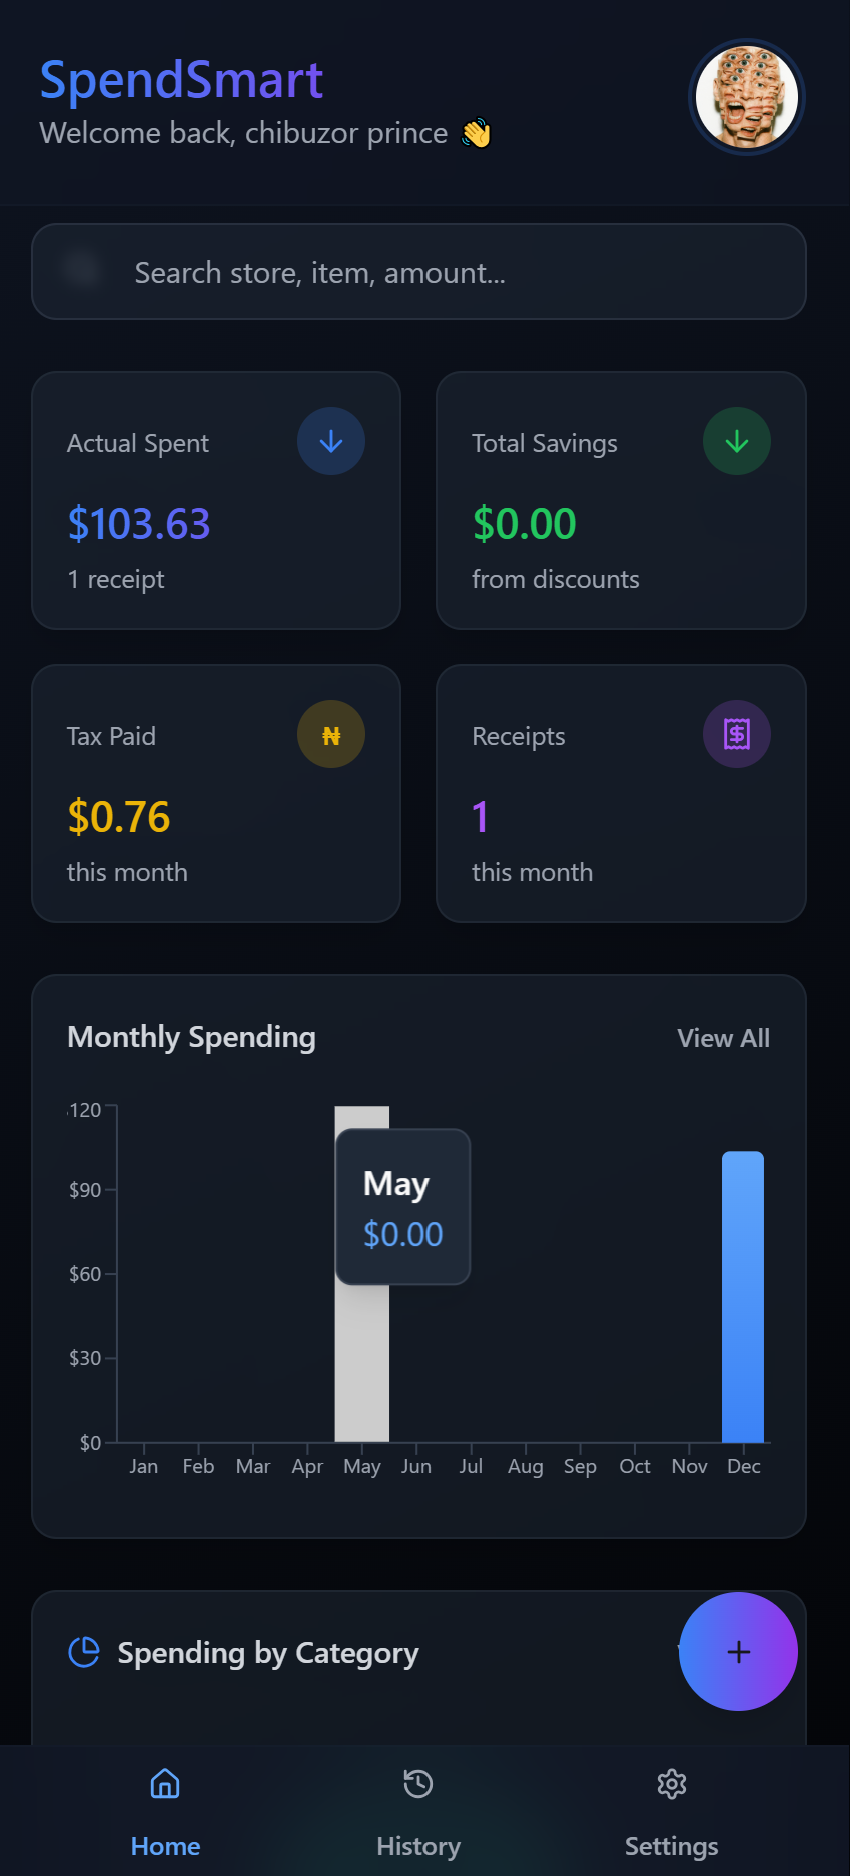 SpendSmart
Welcome back, chibuzor prince 👋
Search store, item, amount...
Actual Spent
$103.63
1 receipt
Total Savings
$0.00
from discounts
Tax Paid
₦
$0.76
this month
Receipts
$
1
this month
Monthly Spending
View All
120
$90
$60
$30
$0
May
$0.00
Jan Feb Mar Apr May Jun Jul Aug Sep Oct Nov Dec
Spending by Category
+
Home
History
Settings